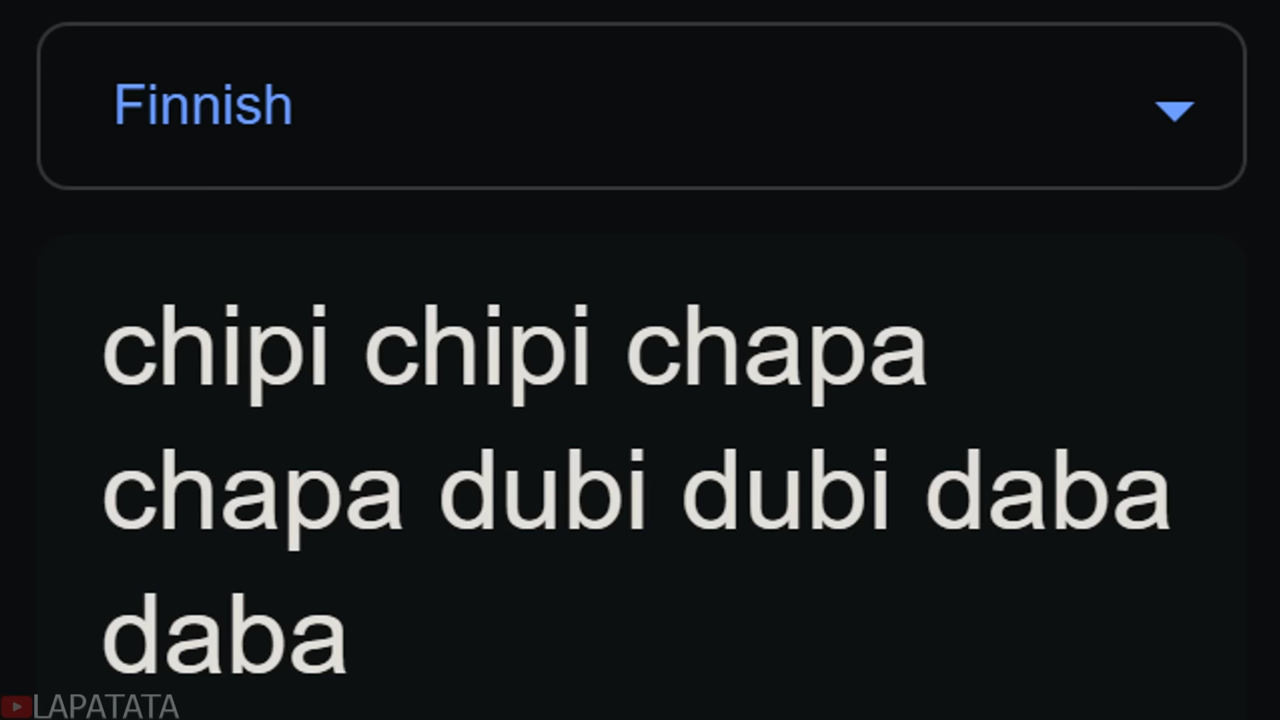 Finnish
chipi chipi chapa
chapa dubi dubi daba
daba
LAPATATA